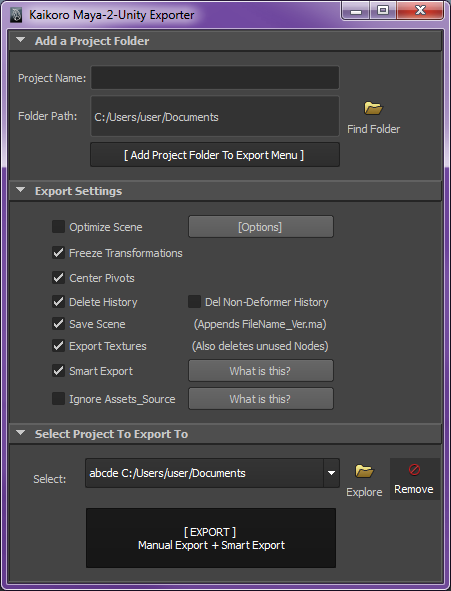 Kaikoro Maya-2-Unity Exporter
Add a Project Folder
Project Name:
Folder Path: C:/Users/user/Documents
Find Folder
[ Add Project Folder To Export Menu ]
Export Settings
Optimize Scene [Options]
Freeze Transformations
Center Pivots
Delete History Del Non-Deformer History
Save Scene (Appends FileName_Ver.ma)
Export Textures (Also deletes unused Nodes)
Smart Export What is this?
Ignore Assets_Source What is this?
Select Project To Export To
Select: abcde C:/Users/user/Documents
Explore Remove
[ EXPORT ]
Manual Export + Smart Export